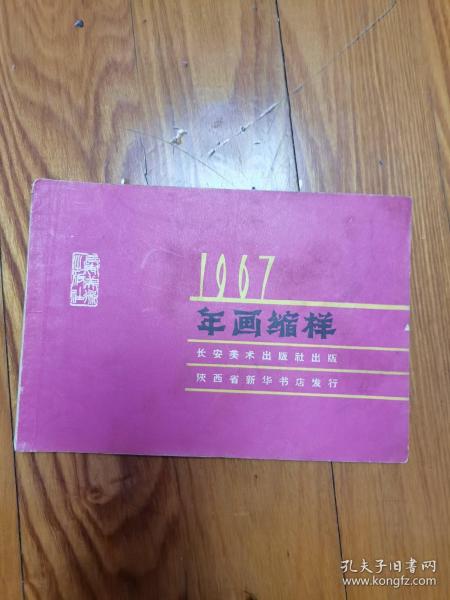 1967
年画缩样
长安美术出版社出版
陕西省新华书店发行
孔夫子旧书网
www.kongfz.com